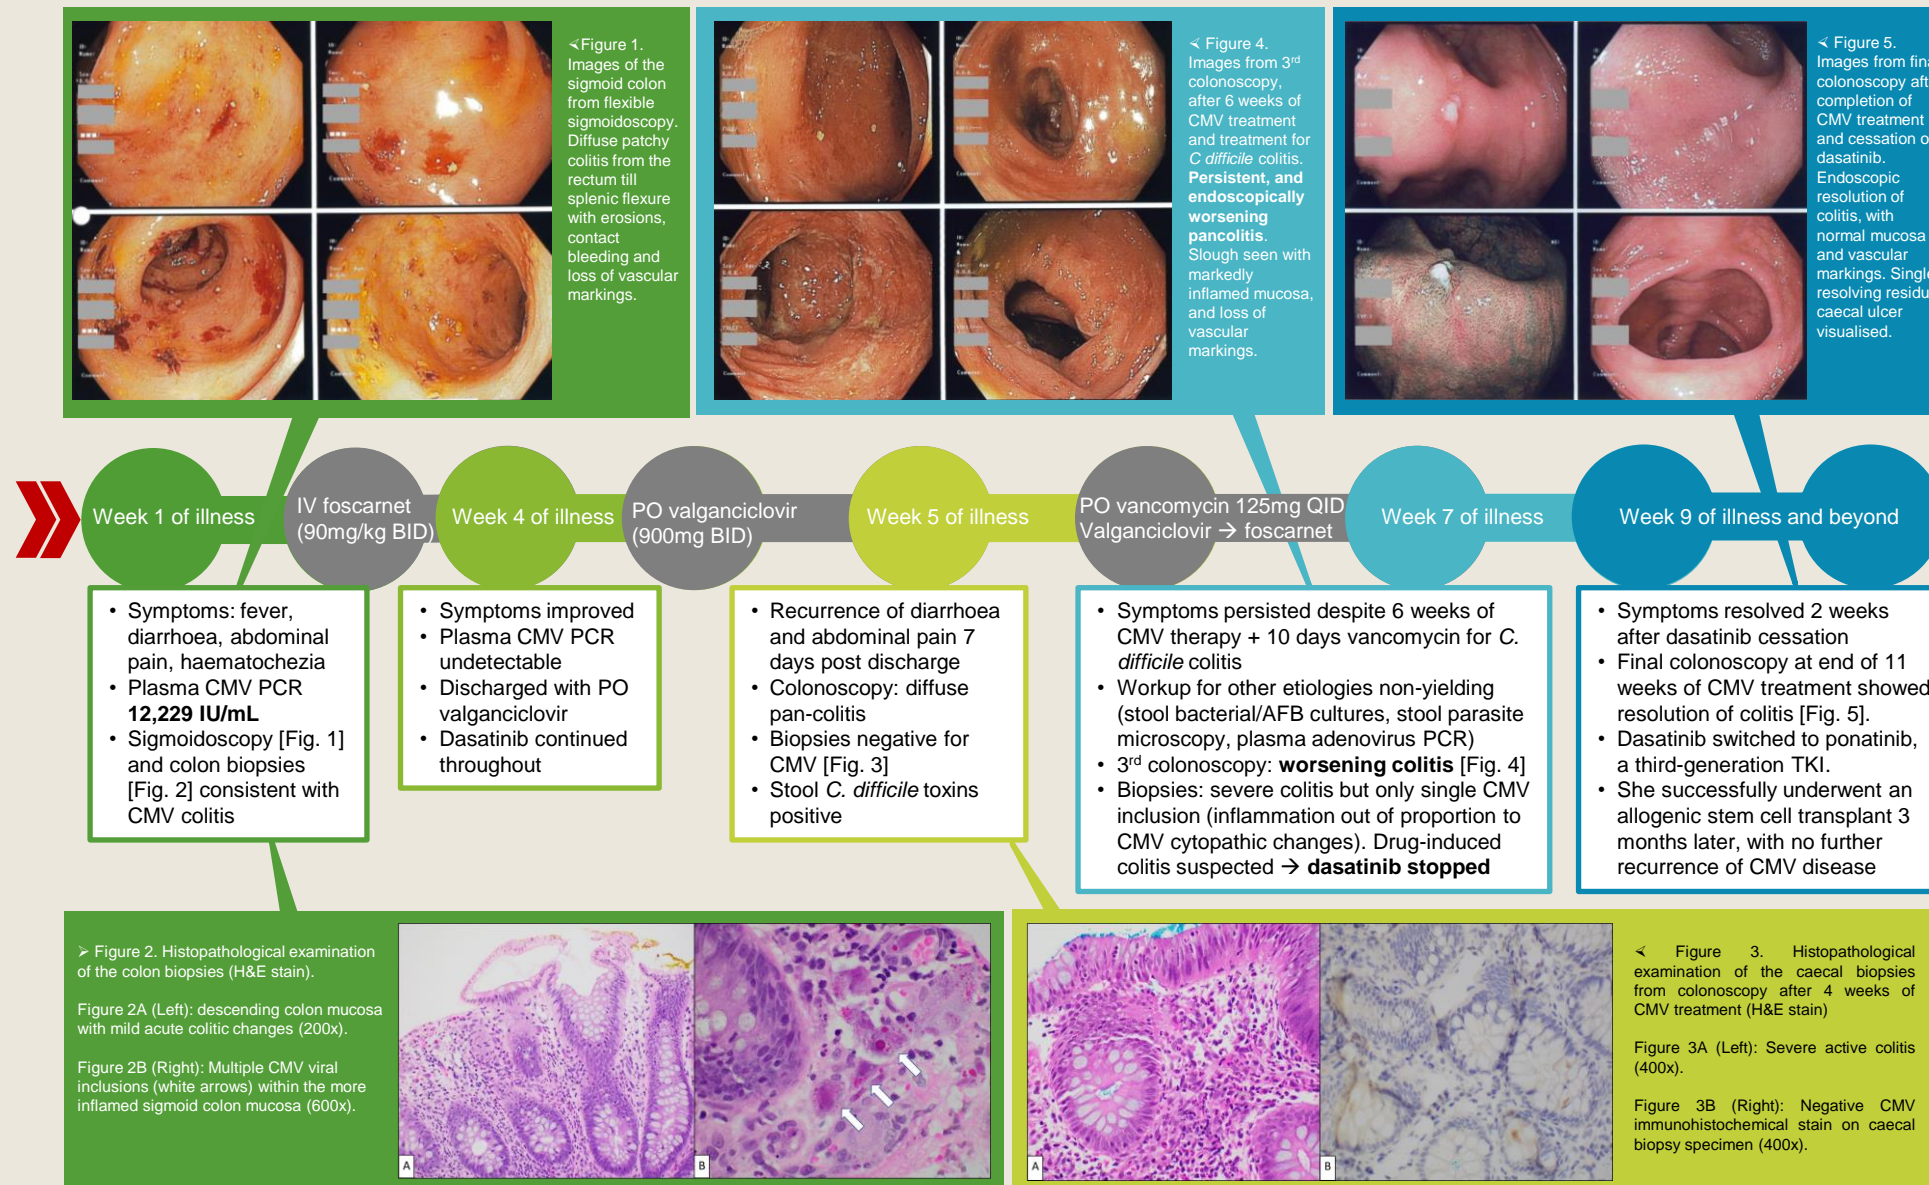 ⮘Figure 1.
Images of the
sigmoid colon
from flexible
sigmoidoscopy.
Diffuse patchy
colitis from the
rectum till
splenic flexure
with erosions,
contact
bleeding and
loss of vascular
markings.
⮘ Figure 4.
Images from 3rd
colonoscopy,
after 6 weeks of
CMV treatment
and treatment for
C difficile colitis.
Persistent, and
endoscopically
worsening
pancolitis.
Slough seen with
markedly
inflamed mucosa,
and loss of
vascular
markings.
⮘ Figure 5.
Images from fina
colonoscopy aft
completion of
CMV treatment
and cessation o
dasatinib.
Endoscopic
resolution of
colitis, with
normal mucosa
and vascular
markings. Single
resolving residu
caecal ulcer
visualised.
Week 1 of illness
IV foscarnet
(90mg/kg BID)
Week 4 of illness
PO valganciclovir
(900mg BID)
Week 5 of illness
PO vancomycin 125mg QID
Valganciclovir → foscarnet
Week 7 of illness
Week 9 of illness and beyond
• Symptoms: fever,
diarrhoea, abdominal
pain, haematochezia
• Plasma CMV PCR
12,229 IU/mL
• Sigmoidoscopy [Fig. 1]
and colon biopsies
[Fig. 2] consistent with
CMV colitis
• Symptoms improved
• Plasma CMV PCR
undetectable
• Discharged with PO
valganciclovir
• Dasatinib continued
throughout
• Recurrence of diarrhoea
and abdominal pain 7
days post discharge
• Colonoscopy: diffuse
pan-colitis
• Biopsies negative for
CMV [Fig. 3]
• Stool C. difficile toxins
positive
• Symptoms persisted despite 6 weeks of
CMV therapy + 10 days vancomycin for C.
difficile colitis
• Workup for other etiologies non-yielding
(stool bacterial/AFB cultures, stool parasite
microscopy, plasma adenovirus PCR)
• 3rd colonoscopy: worsening colitis [Fig. 4]
• Biopsies: severe colitis but only single CMV
inclusion (inflammation out of proportion to
CMV cytopathic changes). Drug-induced
colitis suspected → dasatinib stopped
• Symptoms resolved 2 weeks
after dasatinib cessation
• Final colonoscopy at end of 11
weeks of CMV treatment showed
resolution of colitis [Fig. 5].
• Dasatinib switched to ponatinib,
a third-generation TKI.
• She successfully underwent an
allogenic stem cell transplant 3
months later, with no further
recurrence of CMV disease
⮚ Figure 2. Histopathological examination
of the colon biopsies (H&E stain).
Figure 2A (Left): descending colon mucosa
with mild acute colitic changes (200x).
Figure 2B (Right): Multiple CMV viral
inclusions (white arrows) within the more
inflamed sigmoid colon mucosa (600x).
A
B
A
B
⮘ Figure 3. Histopathological
examination of the caecal biopsies
from colonoscopy after 4 weeks of
CMV treatment (H&E stain)
Figure 3A (Left): Severe active colitis
(400x).
Figure 3B (Right): Negative CMV
immunohistochemical stain on caecal
biopsy specimen (400x).